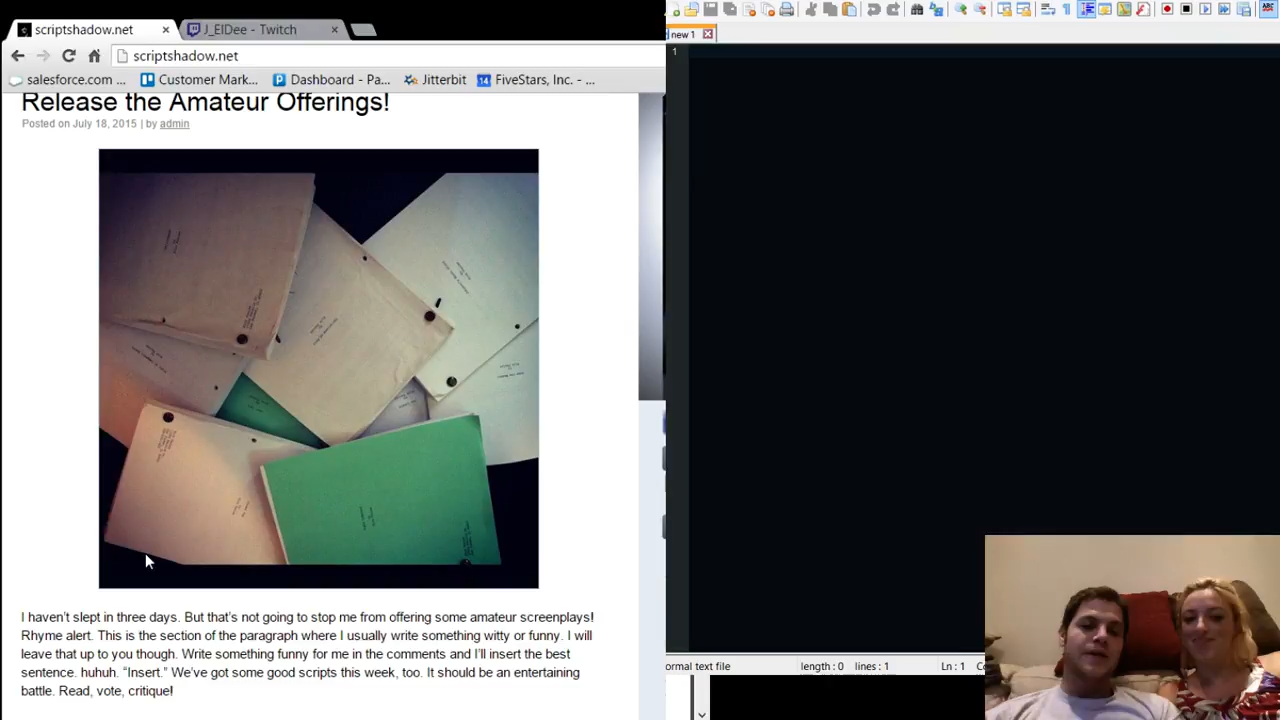 scriptshadow.net
J_ElDee - Twitch
scriptshadow.net
salesforce.com ...
Customer Mark...
Dashboard - Pa...
Jitterbit
14 FiveStars, Inc. - ...
Release the Amateur Offerings!
Posted on July 18, 2015 | by admin
I haven't slept in three days. But that's not going to stop me from offering some amateur screenplays!
Rhyme alert. This is the section of the paragraph where I usually write something witty or funny. I will
leave that up to you though. Write something funny for me in the comments and I'll insert the best
sentence. huhuh. “Insert.” We've got some good scripts this week, too. It should be an entertaining
battle. Read, vote, critique!
new 1
ABC
1
ormal text file
length : 0
lines : 1
Ln : 1